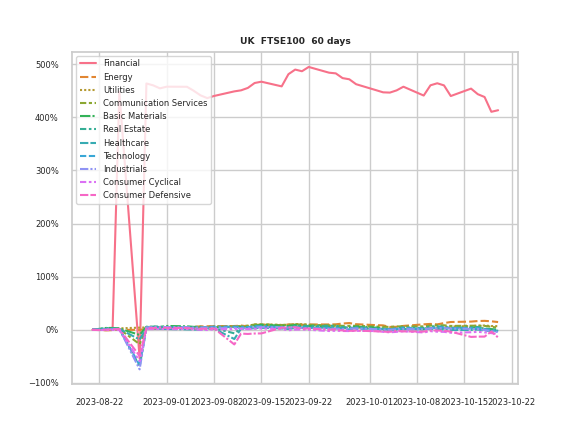 UK FTSE100 60 days
500%
400%
300%
200%
100%
0%
−100%
Financial
Energy
Utilities
Communication Services
Basic Materials
Real Estate
Healthcare
Technology
Industrials
Consumer Cyclical
Consumer Defensive
2023-08-22 2023-09-01 2023-09-08 2023-09-15 2023-09-22 2023-10-01 2023-10-08 2023-10-15 2023-10-22